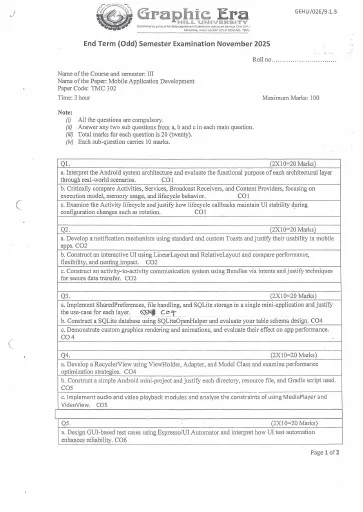 GEHU/02E/9.1.3
Graphic Era
HILL UNIVERSITY
End Term (Odd) Semester Examination November 2025
Roll no
Name of the Course and semester: III
Name of the Paper: Mobile Application Development
Paper Code: TMC 302
Time: 3 hour Maximum Marks: 100
Note:
(i) All the questions are compulsory.
(ii) Answer any two sub questions from a, b and c in each main question.
(iii) Total marks for each question is 20 (twenty).
(iv) Each sub-question carries 10 marks.
Q1. (2X10=20 Marks)
a. Interpret the Android system architecture and evaluate the functional purpose of each architectural layer
through real-world scenarios. CO1
b. Critically compare Activities, Services, Broadcast Receivers, and Content Providers, focusing on
execution model, memory usage, and lifecycle behavior. CO1
c. Examine the Activity lifecycle and justify how lifecycle callbacks maintain UI stability during
configuration changes such as rotation. CO1
Q2. (2X10=20 Marks)
a. Develop a notification mechanism using standard and custom Toasts and justify their usability in mobile
apps. CO2
b. Construct an interactive UI using LinearLayout and RelativeLayout and compare performance,
flexibility, and nesting impact. CO2
c. Construct an activity-to-activity communication system using Bundles via Intents and justify techniques
for secure data transfer. CO2
Q3. (2X10=20 Marks)
a. Implement SharedPreferences, file handling, and SQLite storage in a single mini-application and justify
the use-case for each layer.
b. Construct a SQLite database using SQLiteOpenHelper and evaluate your table schema design. CO4
c. Demonstrate custom graphics rendering and animations, and evaluate their effect on app performance.
CO4
Q4. (2X10=20 Marks)
a. Develop a RecyclerView using ViewHolder, Adapter, and Model Class and examine performance
optimization strategies. CO4
b. Construct a simple Android mini-project and justify each directory, resource file, and Gradle script used.
CO5
c. Implement audio and video playback modules and analyze the constraints of using MediaPlayer and
VideoView. CO5
Q5. (2X10=20 Marks)
a. Design GUI-based test cases using Espresso/UI Automator and interpret how UI test automation
enhances reliability. CO6
Page 1 of 2